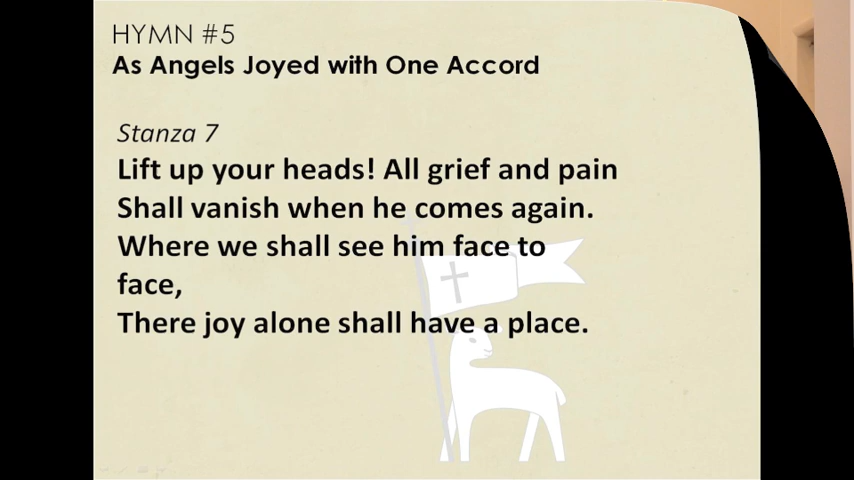 HYMN #5
As Angels Joyed with One Accord
Stanza 7
Lift up your heads! All grief and pain
Shall vanish when he comes again.
Where we shall see him face to
face,
There joy alone shall have a place.